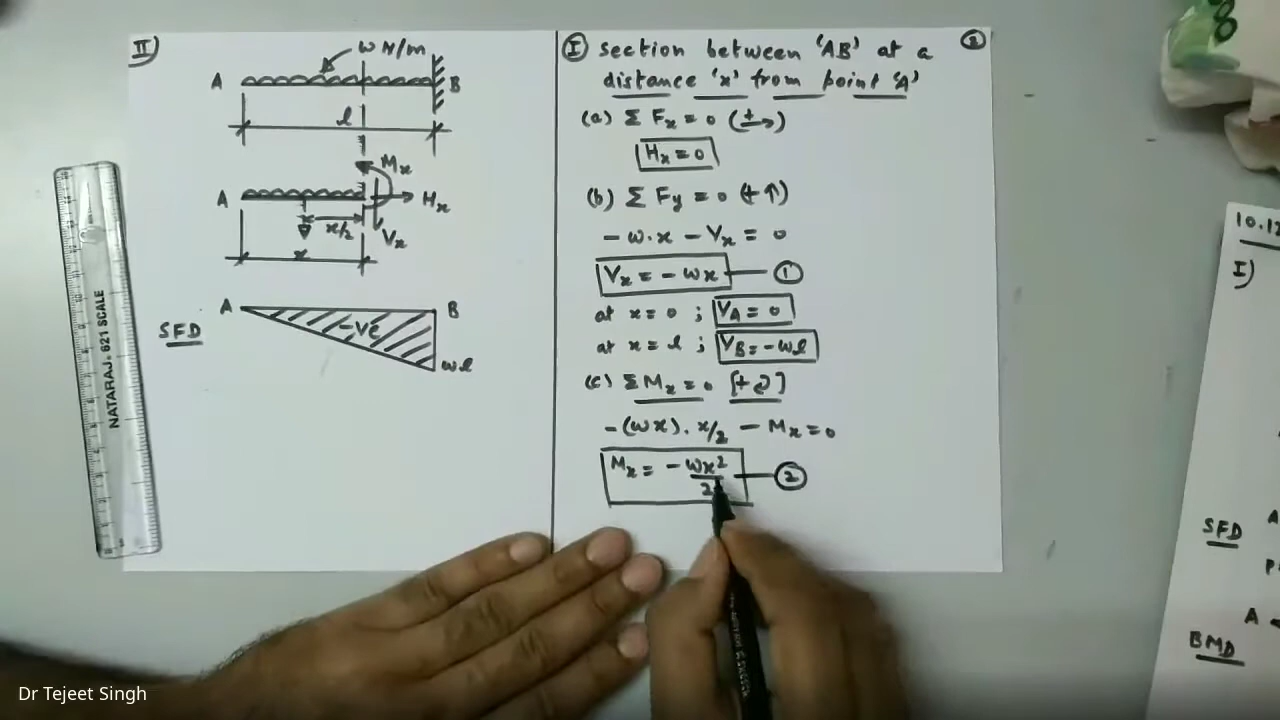 II)
w N/m
A B
l
Mx
A Hx
x/2 Vx
x
SFD A B
-Ve
wl
NATARAJ. 621 SCALE
I section between 'AB' at a
distance 'x' from point 'A'
2
(a) Σ Fx = 0 (+→)
Hx = 0
(b) Σ Fy = 0 (+↑)
- w.x - Vx = 0
Vx = - wx — 1
at x = 0 ; VA = 0
at x = l ; VB = - wl
(c) Σ Mx = 0 [+⤸]
- (wx) . x/2 - Mx = 0
Mx = - wx²/2 — 2
10.12
I)
A
SFD
P
A
BMD
Dr Tejeet Singh